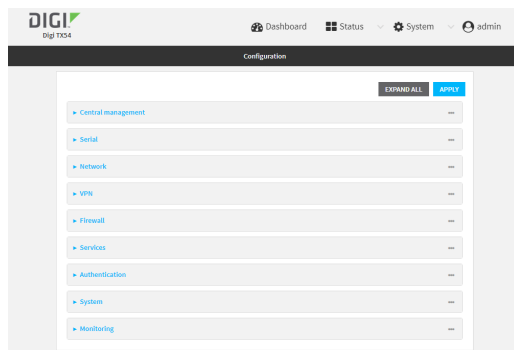 DIGI
Digi TX54
Dashboard Status System admin
Configuration
EXPAND ALL APPLY
Central management
Serial
Network
VPN
Firewall
Services
Authentication
System
Monitoring